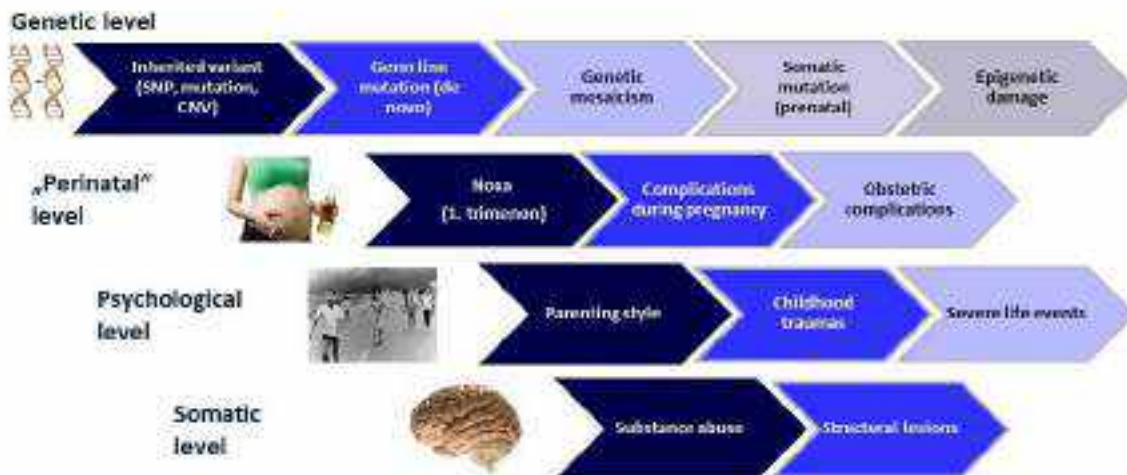 Genetic level
Inherited variant
(SNP, mutation,
CNV)
Germ line
mutation (de
novo)
Genetic
mosaicism
Somatic
mutation
(prenatal)
Epigenetic
damage
„Perinatal“
level
Noxa
(1. trimenon)
Complications
during pregnancy
Obstetric
complications
Psychological
level
Parenting style
Childhood
traumas
Severe life events
Somatic
level
Substance abuse
Structural lesions